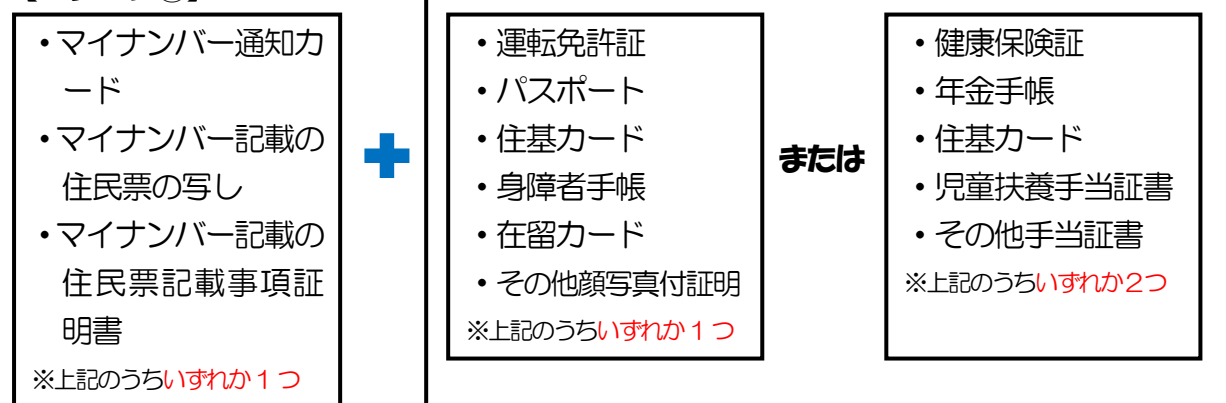 ・マイナンバー通知カ
ード
・マイナンバー記載の
住民票の写し
・マイナンバー記載の
住民票記載事項証
明書
※上記のうちいずれか1つ
・運転免許証
・パスポート
・住基カード
・身障者手帳
・在留カード
・その他顔写真付証明
※上記のうちいずれか1つ
または
・健康保険証
・年金手帳
・住基カード
・児童扶養手当証書
・その他手当証書
※上記のうちいずれか2つ